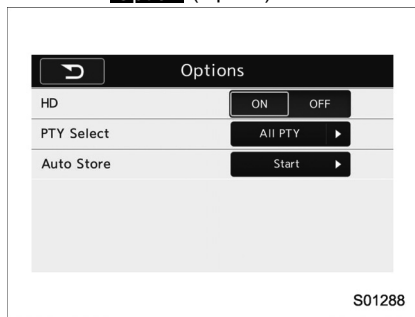 Options
HD ON OFF
PTY Select All PTY
Auto Store Start
S01288